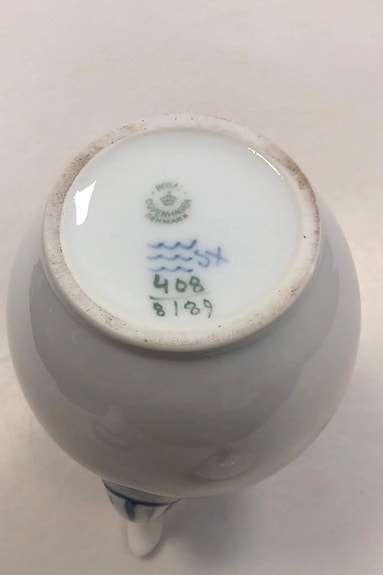 ROYAL
COPENHAGEN
DENMARK
SX
408
8189